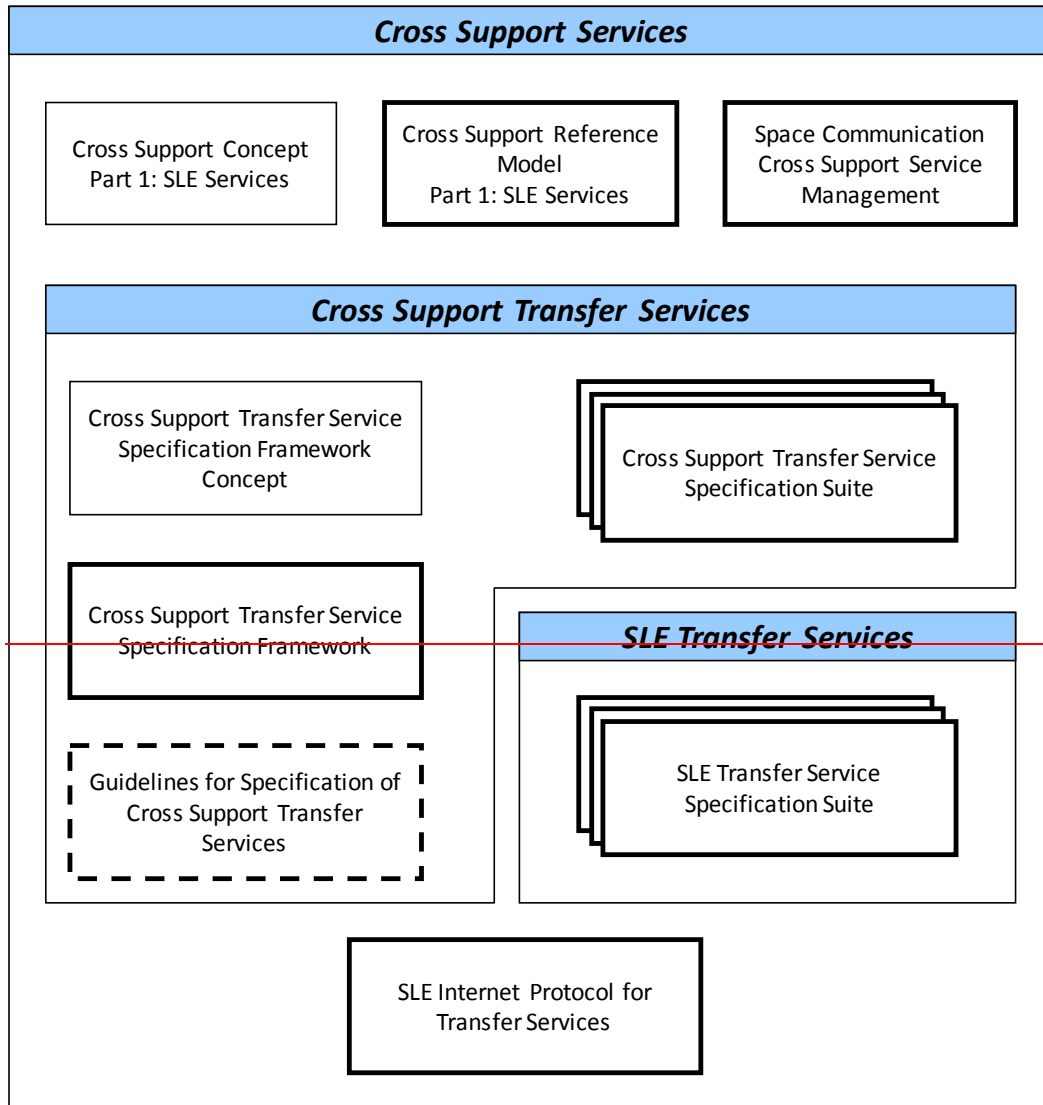 Cross Support Services
Cross Support Concept
Part 1: SLE Services
Cross Support Reference
Model
Part 1: SLE Services
Space Communication
Cross Support Service
Management
Cross Support Transfer Services
Cross Support Transfer Service
Specification Framework
Concept
Cross Support Transfer Service
Specification Suite
Cross Support Transfer Service
Specification Framework
SLE Transfer Services
Guidelines for Specification of
Cross Support Transfer
Services
SLE Transfer Service
Specification Suite
SLE Internet Protocol for
Transfer Services